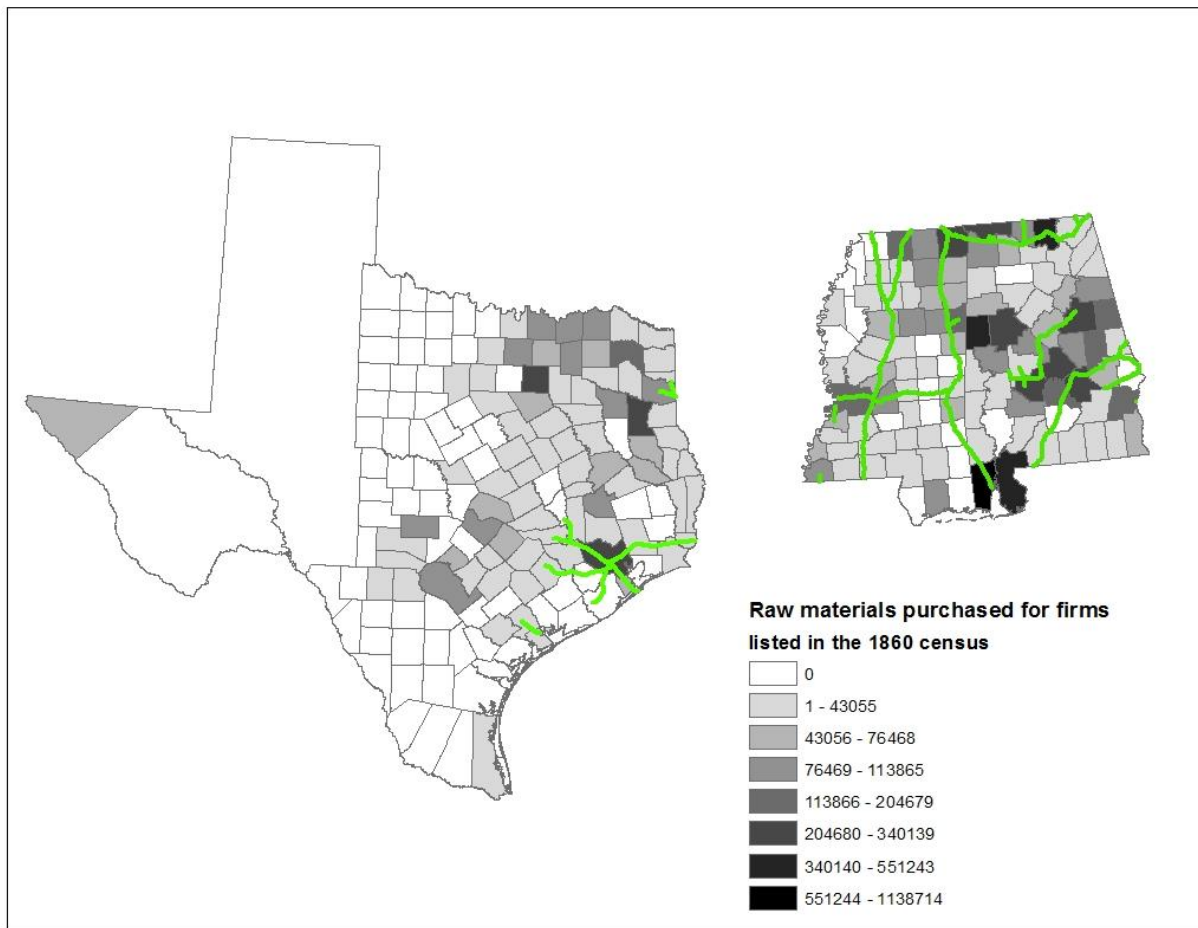 Raw materials purchased for firms
listed in the 1860 census
0
1 - 43055
43056 - 76468
76469 - 113865
113866 - 204679
204680 - 340139
340140 - 551243
551244 - 1138714